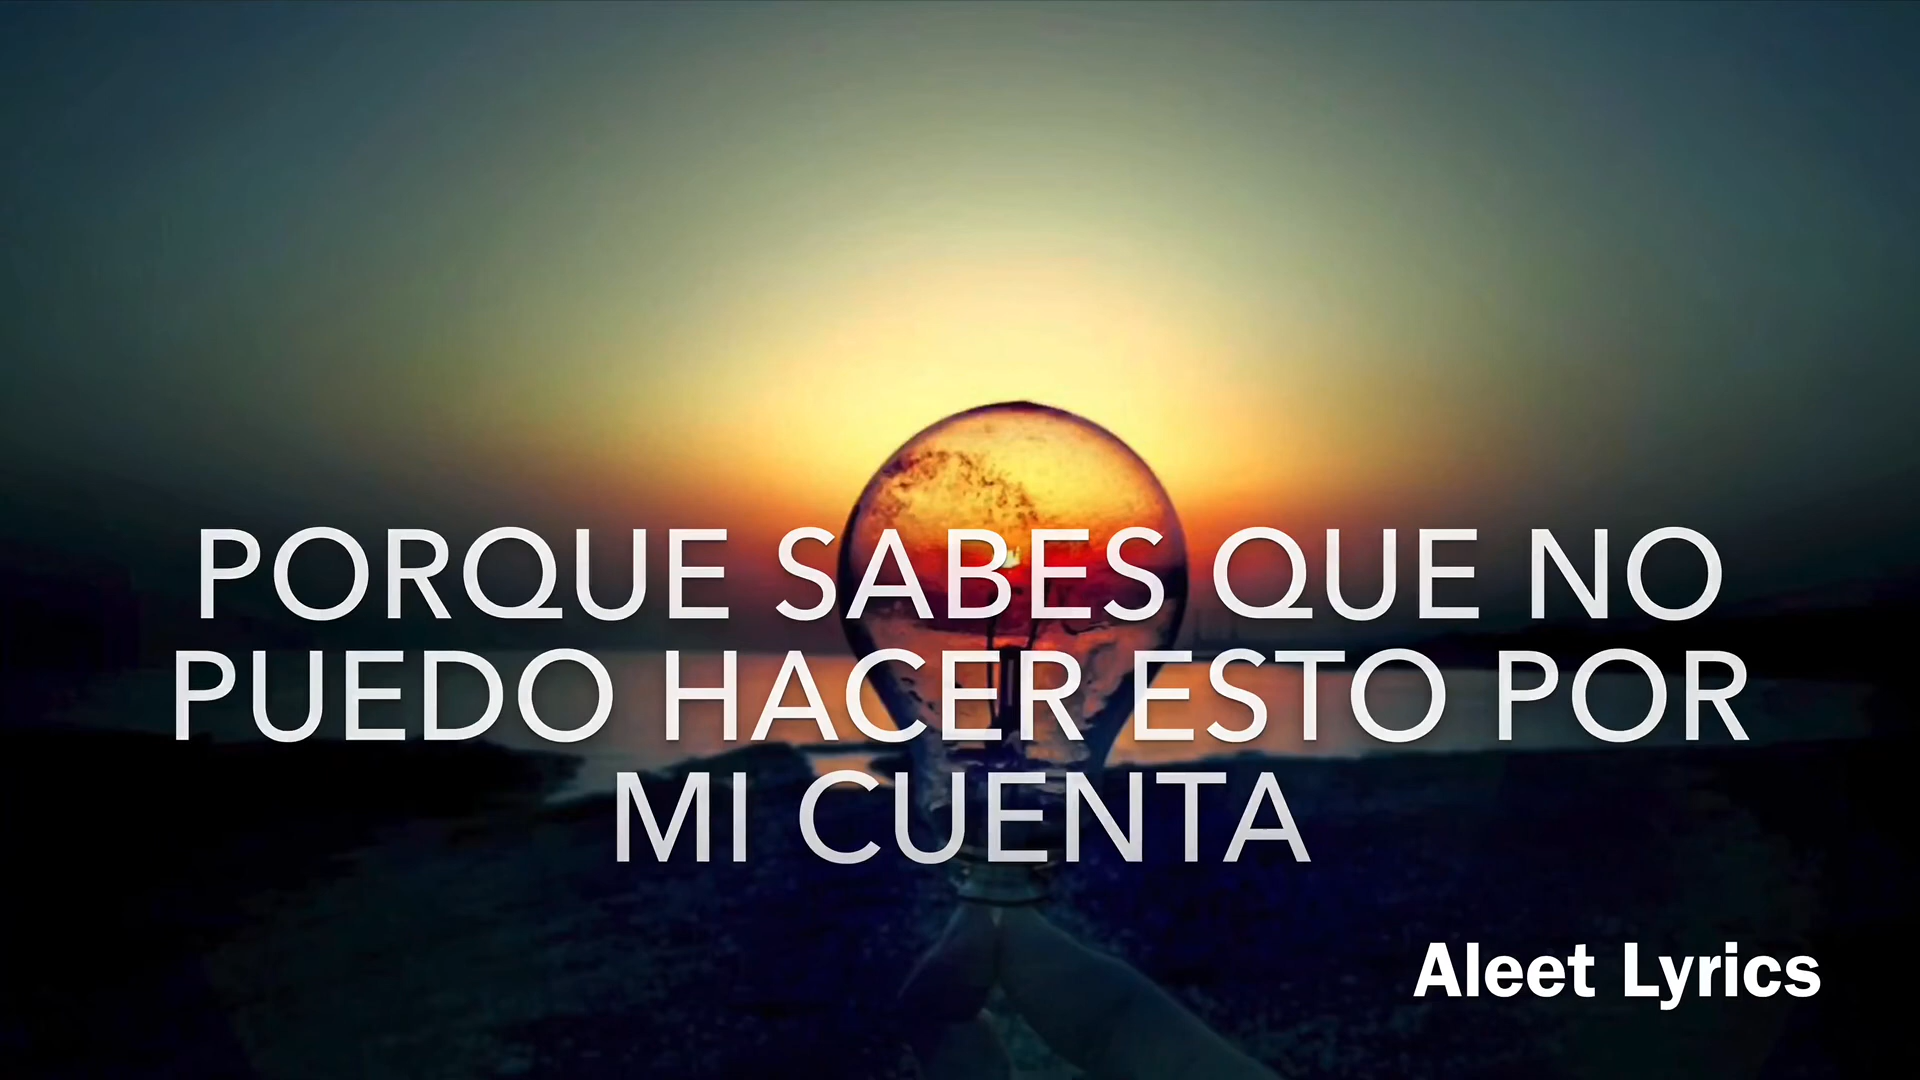 PORQUE SABES QUE NO
PUEDO HACER ESTO POR
MI CUENTA
Aleet Lyrics